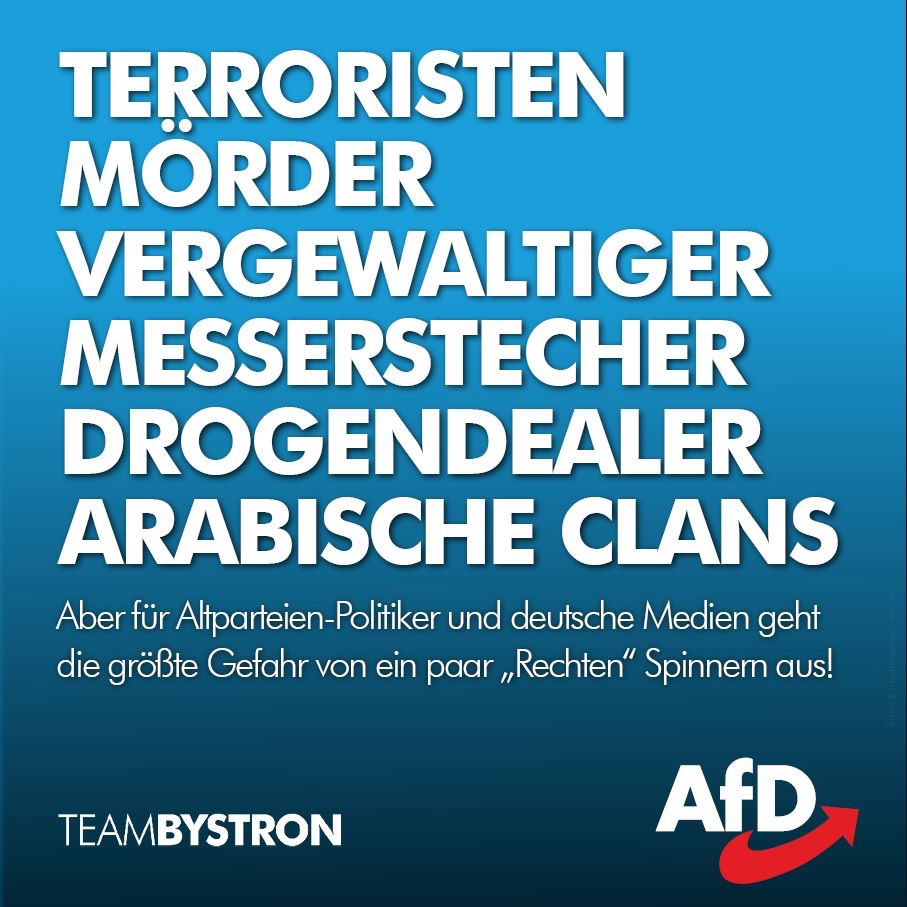 TERRORISTEN
MÖRDER
VERGEWALTIGER
MESSERSTECHER
DROGENDEALER
ARABISCHE CLANS
Aber für Altparteien-Politiker und deutsche Medien geht
die größte Gefahr von ein paar „Rechten“ Spinnern aus!
TEAMBYSTRON
AfD